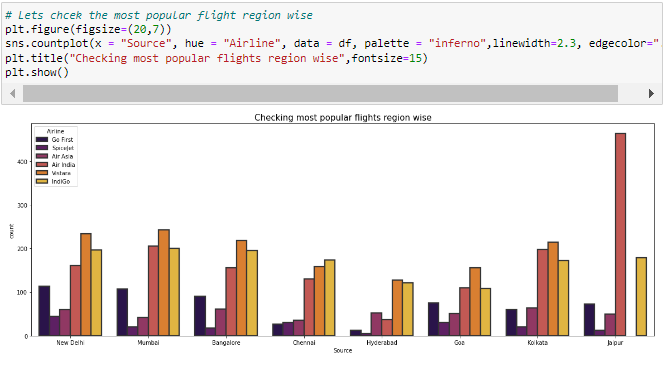 # Lets chcek the most popular flight region wise
plt.figure(figsize=(20,7))
sns.countplot(x = "Source", hue = "Airline", data = df, palette = "inferno",linewidth=2.3, edgecolor="
plt.title("Checking most popular flights region wise",fontsize=15)
plt.show()
Checking most popular flights region wise
Airline
Go First
SpiceJet
Air Asia
Air India
Vistara
IndiGo
400
300
200
100
0
count
New Delhi Mumbai Bangalore Chennai Hyderabad Goa Kolkata Jaipur
Source